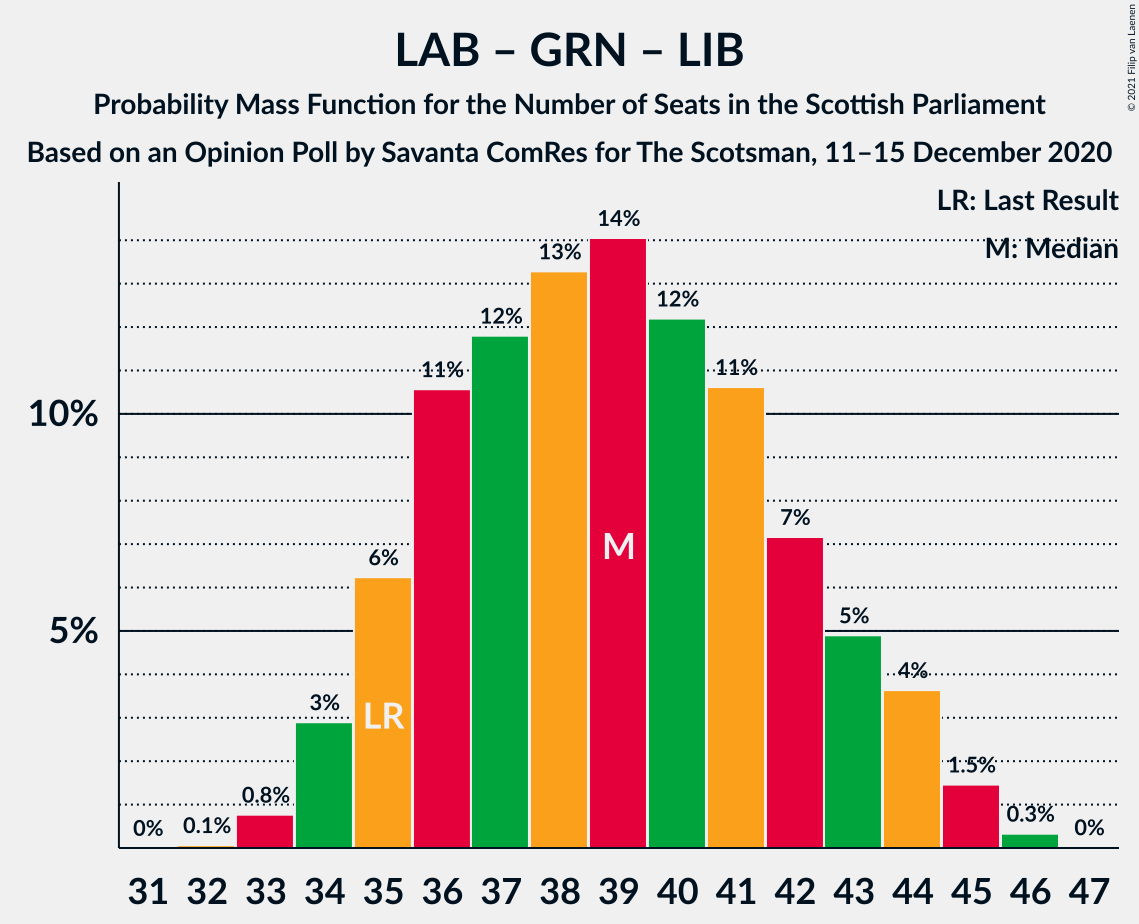 LAB – GRN – LIB
Probability Mass Function for the Number of Seats in the Scottish Parliament
Based on an Opinion Poll by Savanta ComRes for The Scotsman, 11–15 December 2020
© 2021 Filip van Laenen
LR: Last Result
M: Median
14%
13%
12%
12%
11%
11%
10%
7%
M
6%
5%
5%
4%
3%
LR
1.5%
0.8%
0.3%
0.1%
0%
0%
31 32 33 34 35 36 37 38 39 40 41 42 43 44 45 46 47